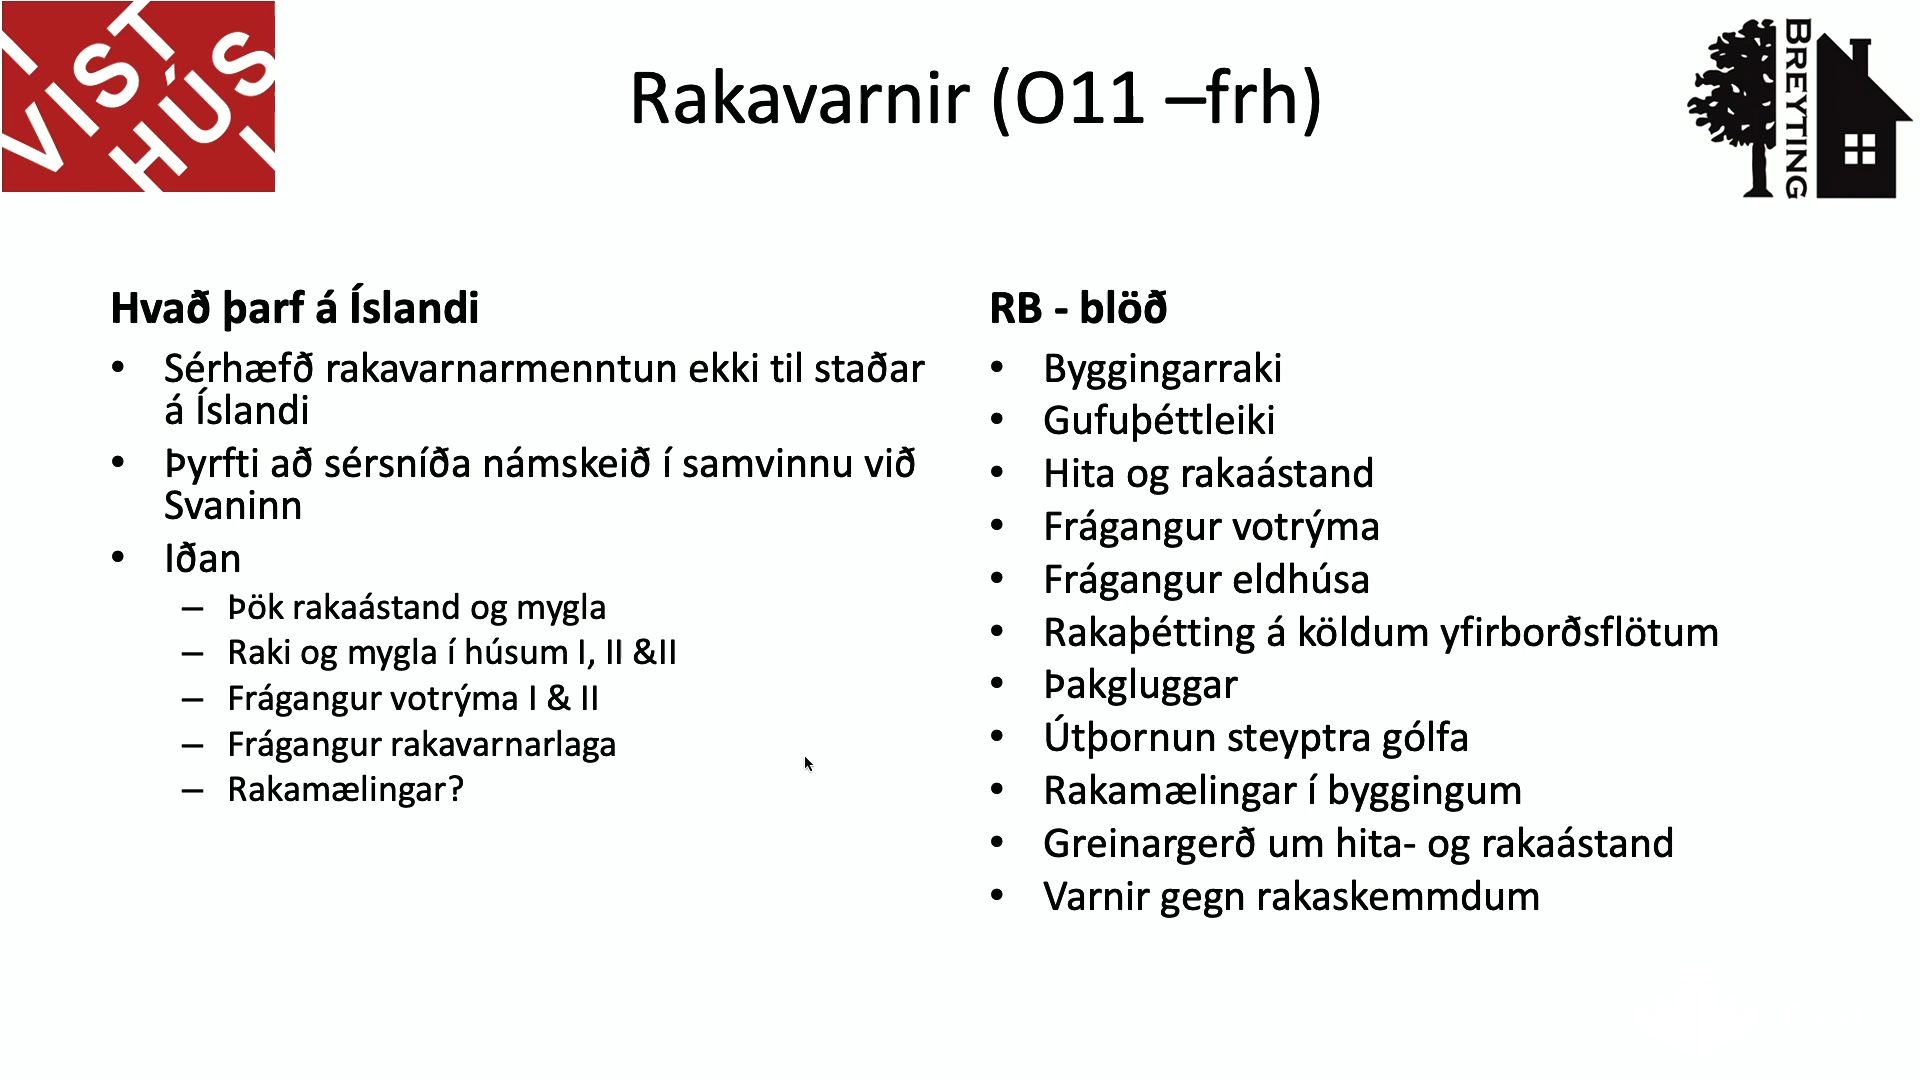 VIST
HÚS
BREYTING
Rakavarnir (O11 –frh)
Hvað þarf á Íslandi
• Sérhæfð rakavarnarmenntun ekki til staðar
á Íslandi
• Þyrfti að sérsníða námskeið í samvinnu við
Svaninn
• Iðan
– Þök rakaástand og mygla
– Raki og mygla í húsum I, II &II
– Frágangur votrýma I & II
– Frágangur rakavarnarlaga
– Rakamælingar?
RB - blöð
• Byggingarraki
• Gufuþéttleiki
• Hita og rakaástand
• Frágangur votrýma
• Frágangur eldhúsa
• Rakaþétting á köldum yfirborðsflötum
• Þakgluggar
• Útþornun steyptra gólfa
• Rakamælingar í byggingum
• Greinargerð um hita- og rakaástand
• Varnir gegn rakaskemmdum